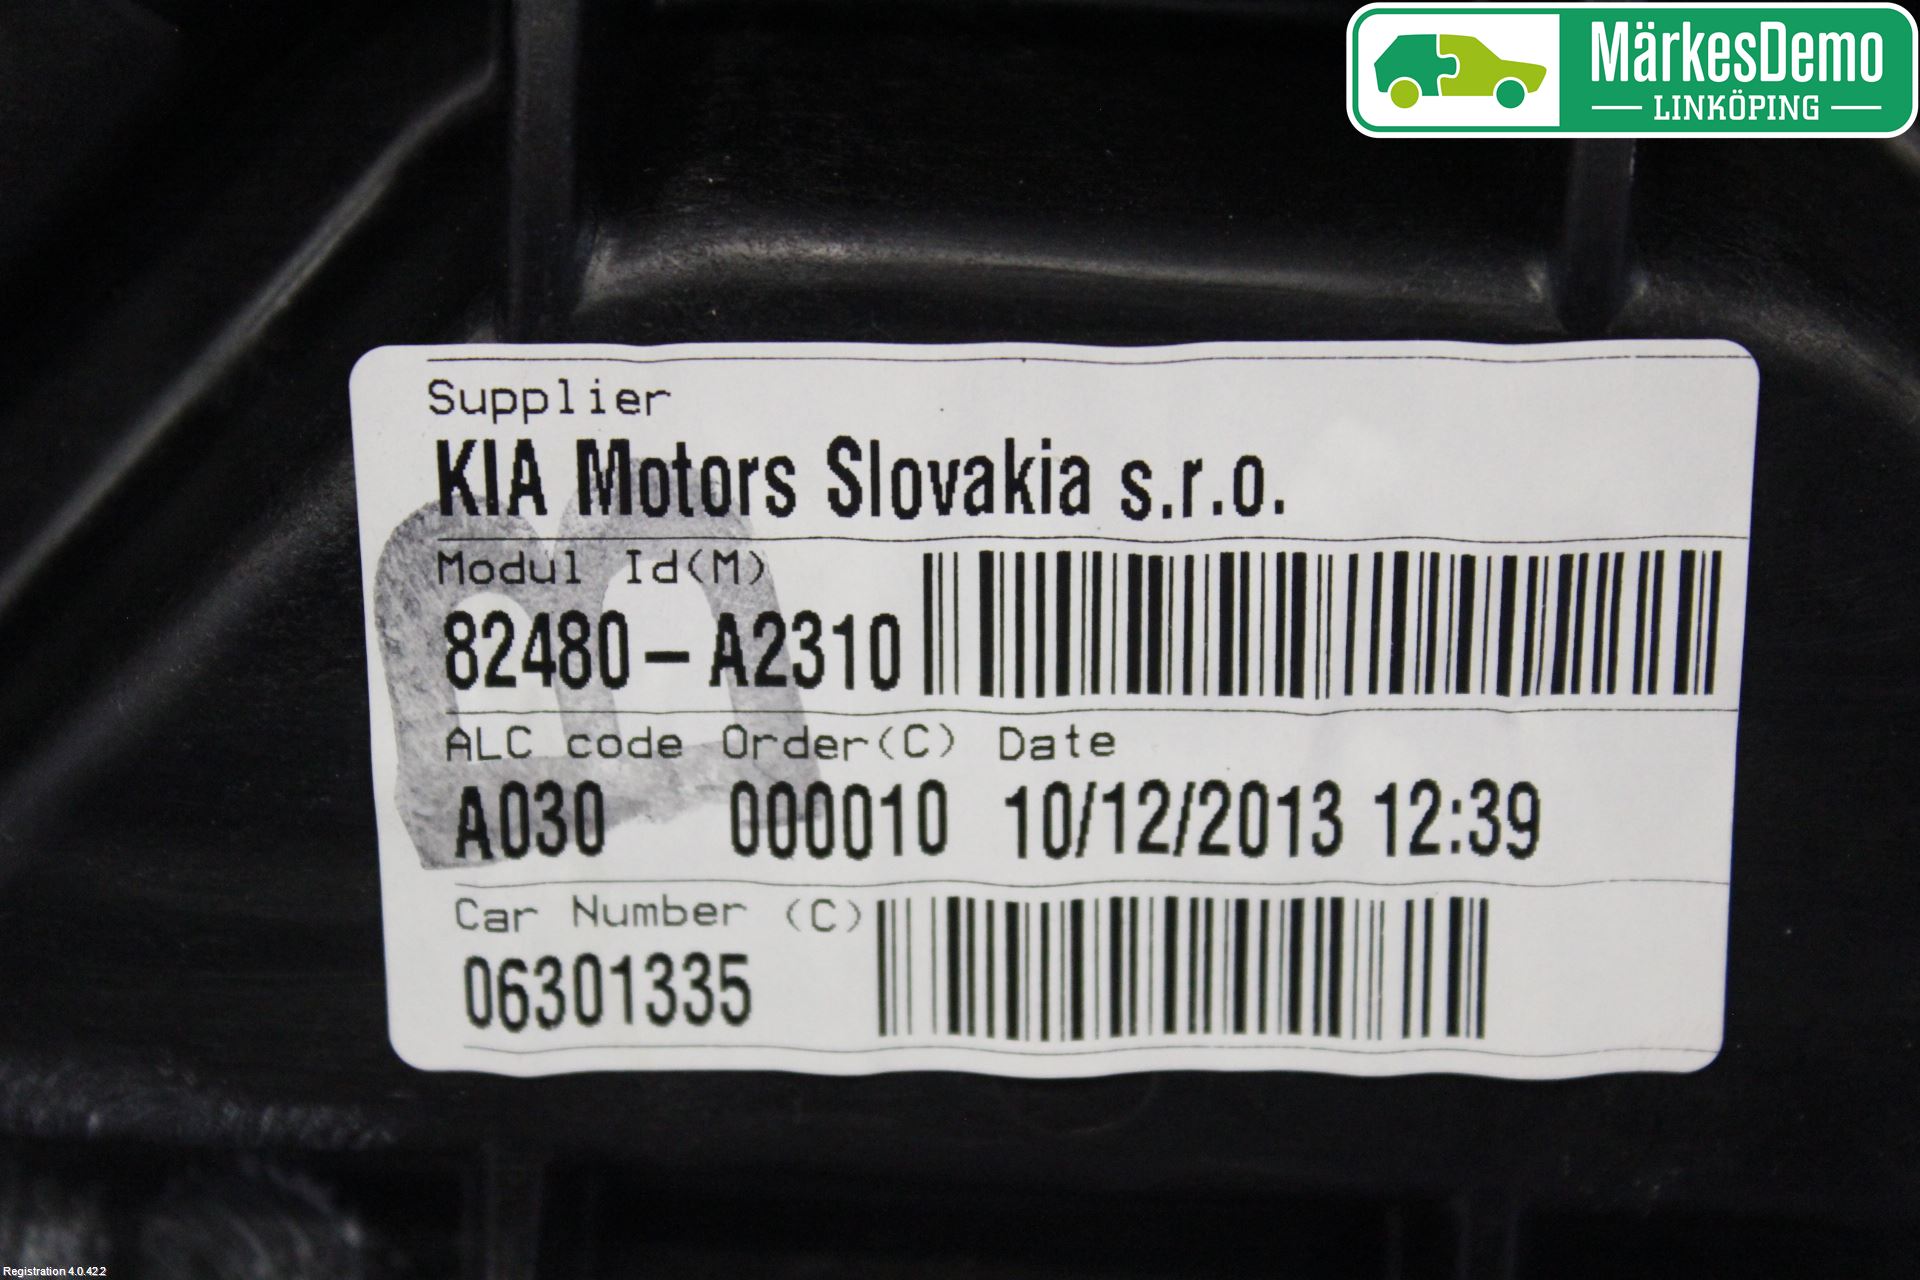 MärkesDemo
LINKÖPING
Supplier
KIA Motors Slovakia s.r.o.
Modul Id(M)
82480-A2310
ALC code Order(C) Date
A030 000010 10/12/2013 12:39
Car Number (C)
06301335
B
Registration 4.0.42.2